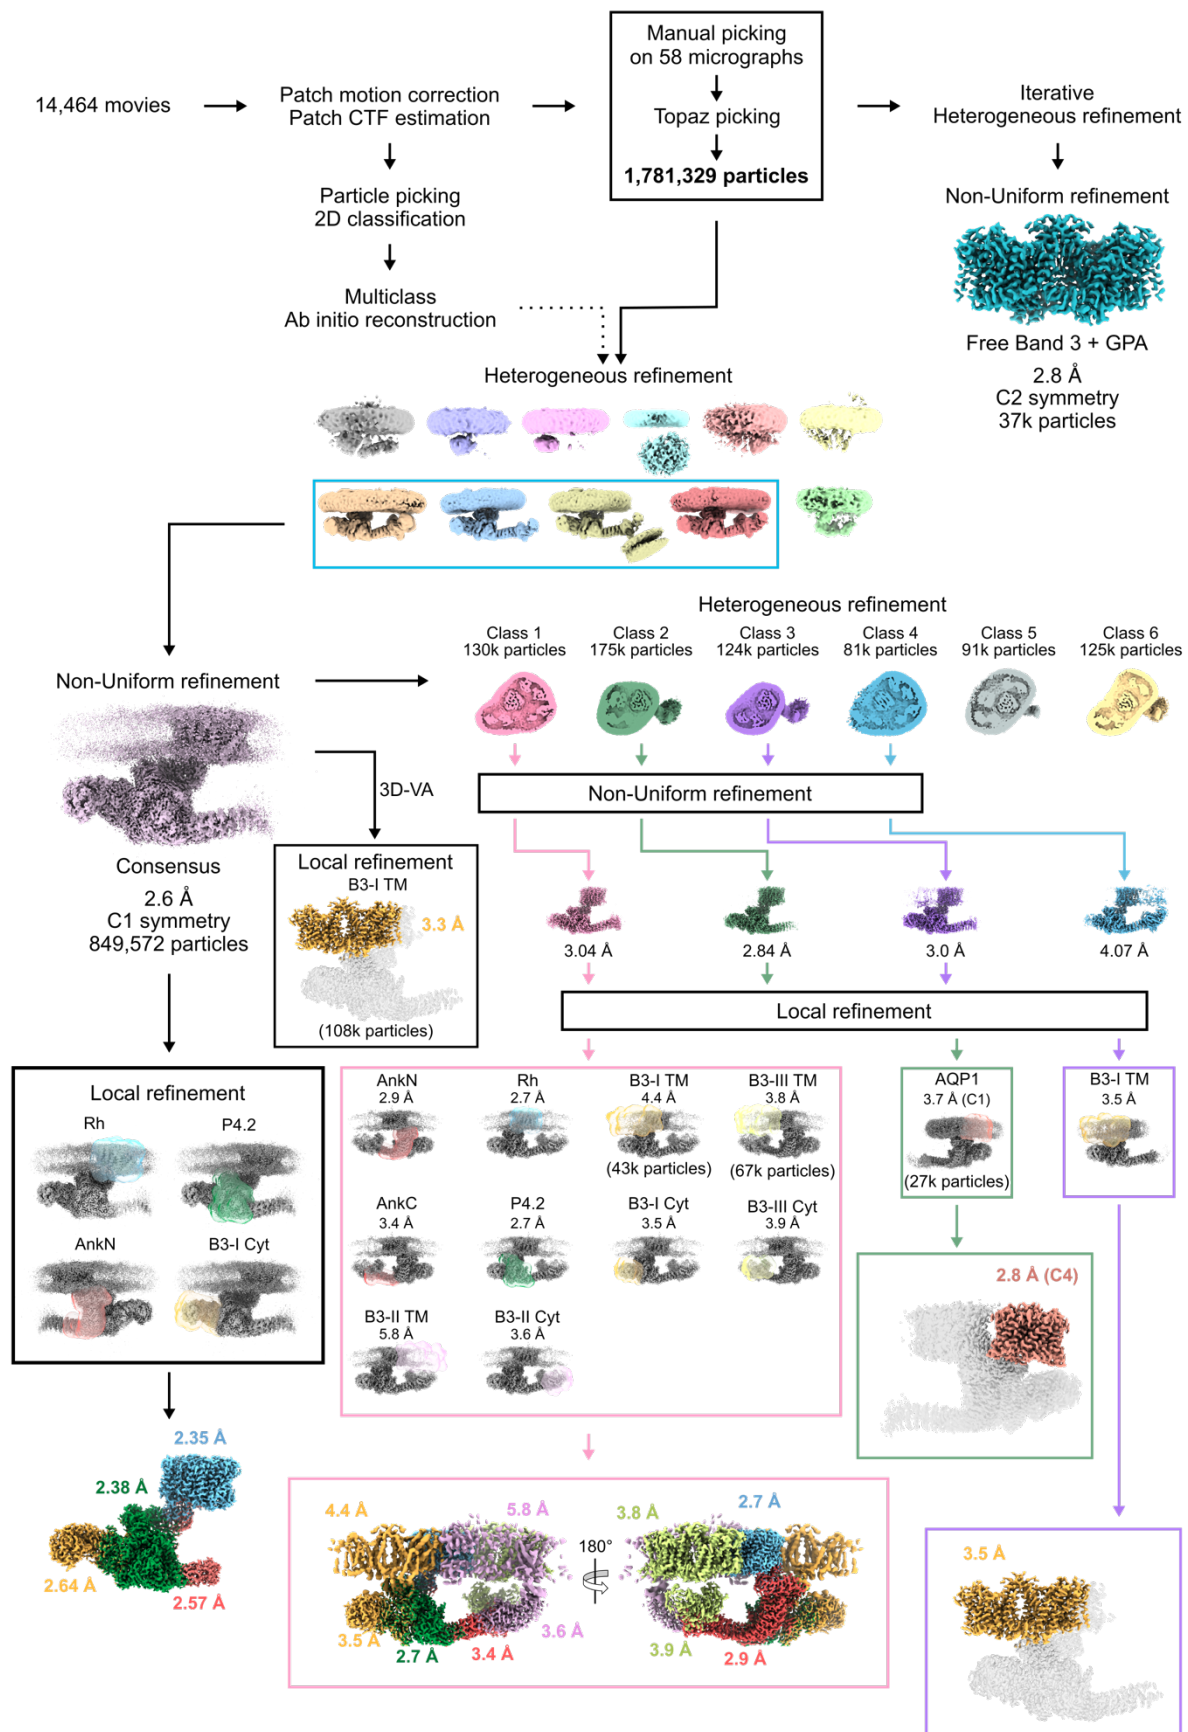 14,464 movies
Patch motion correction
Patch CTF estimation
Manual picking
on 58 micrographs
Topaz picking
1,781,329 particles
Iterative
Heterogeneous refinement
Particle picking
2D classification
Multiclass
Ab initio reconstruction
Non-Uniform refinement
Free Band 3 + GPA
2.8 Å
C2 symmetry
37k particles
Heterogeneous refinement
Heterogeneous refinement
Class 1
130k particles
Class 2
175k particles
Class 3
124k particles
Class 4
81k particles
Class 5
91k particles
Class 6
125k particles
Non-Uniform refinement
Consensus
2.6 Å
C1 symmetry
849,572 particles
3D-VA
Local refinement
B3-I TM
3.3 Å
(108k particles)
Non-Uniform refinement
3.04 Å
2.84 Å
3.0 Å
4.07 Å
Local refinement
Local refinement
Rh
P4.2
AnkN
B3-I Cyt
2.35 Å
2.38 Å
2.64 Å
2.57 Å
AnkN
2.9 Å
Rh
2.7 Å
B3-I TM
4.4 Å
(43k particles)
B3-III TM
3.8 Å
(67k particles)
AnkC
3.4 Å
P4.2
2.7 Å
B3-I Cyt
3.5 Å
B3-III Cyt
3.9 Å
B3-II TM
5.8 Å
B3-II Cyt
3.6 Å
AQP1
3.7 Å (C1)
(27k particles)
B3-I TM
3.5 Å
2.8 Å (C4)
4.4 Å
5.8 Å
3.5 Å
2.7 Å
3.4 Å
3.6 Å
180°
3.8 Å
2.7 Å
3.9 Å
2.9 Å
3.5 Å